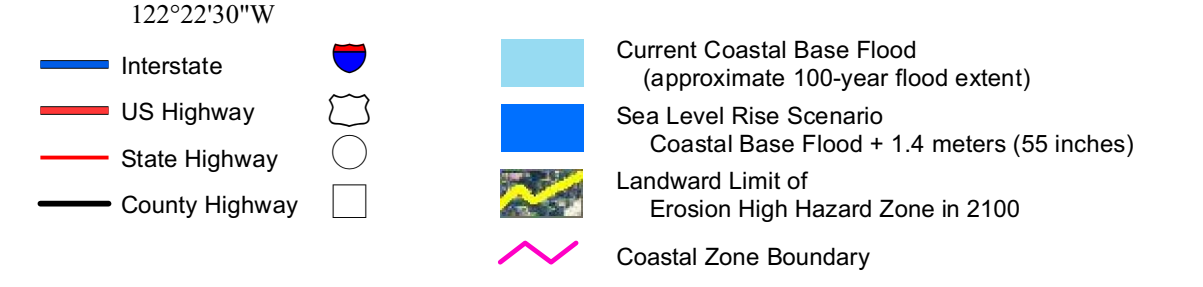 122°22'30"W
Interstate
US Highway
State Highway
County Highway
Current Coastal Base Flood
(approximate 100-year flood extent)
Sea Level Rise Scenario
Coastal Base Flood + 1.4 meters (55 inches)
Landward Limit of
Erosion High Hazard Zone in 2100
Coastal Zone Boundary